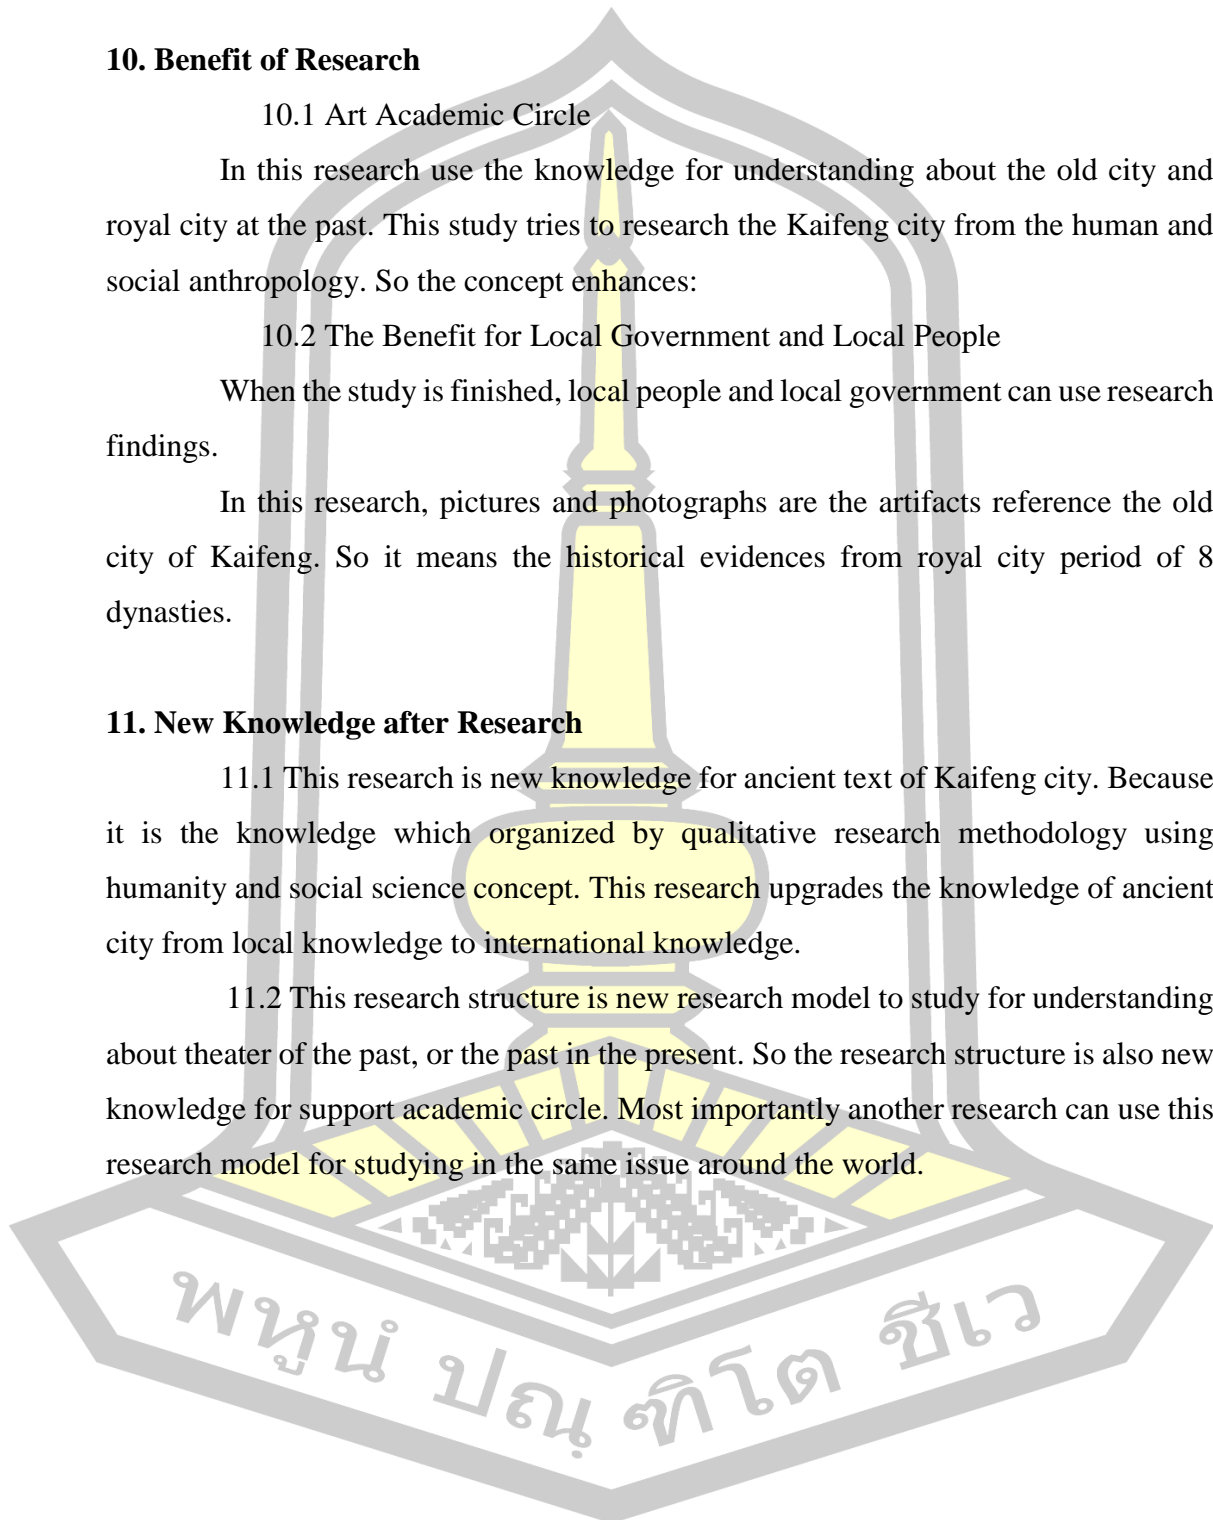 10. Benefit of Research
10.1 Art Academic Circle
In this research use the knowledge for understanding about the old city and
royal city at the past. This study tries to research the Kaifeng city from the human and
social anthropology. So the concept enhances:
10.2 The Benefit for Local Government and Local People
When the study is finished, local people and local government can use research
findings.
In this research, pictures and photographs are the artifacts reference the old
city of Kaifeng. So it means the historical evidences from royal city period of 8
dynasties.
11. New Knowledge after Research
11.1 This research is new knowledge for ancient text of Kaifeng city. Because
it is the knowledge which organized by qualitative research methodology using
humanity and social science concept. This research upgrades the knowledge of ancient
city from local knowledge to international knowledge.
11.2 This research structure is new research model to study for understanding
about theater of the past, or the past in the present. So the research structure is also new
knowledge for support academic circle. Most importantly another research can use this
research model for studying in the same issue around the world.
พหูนํ ปณฺฑิโต ชีเว